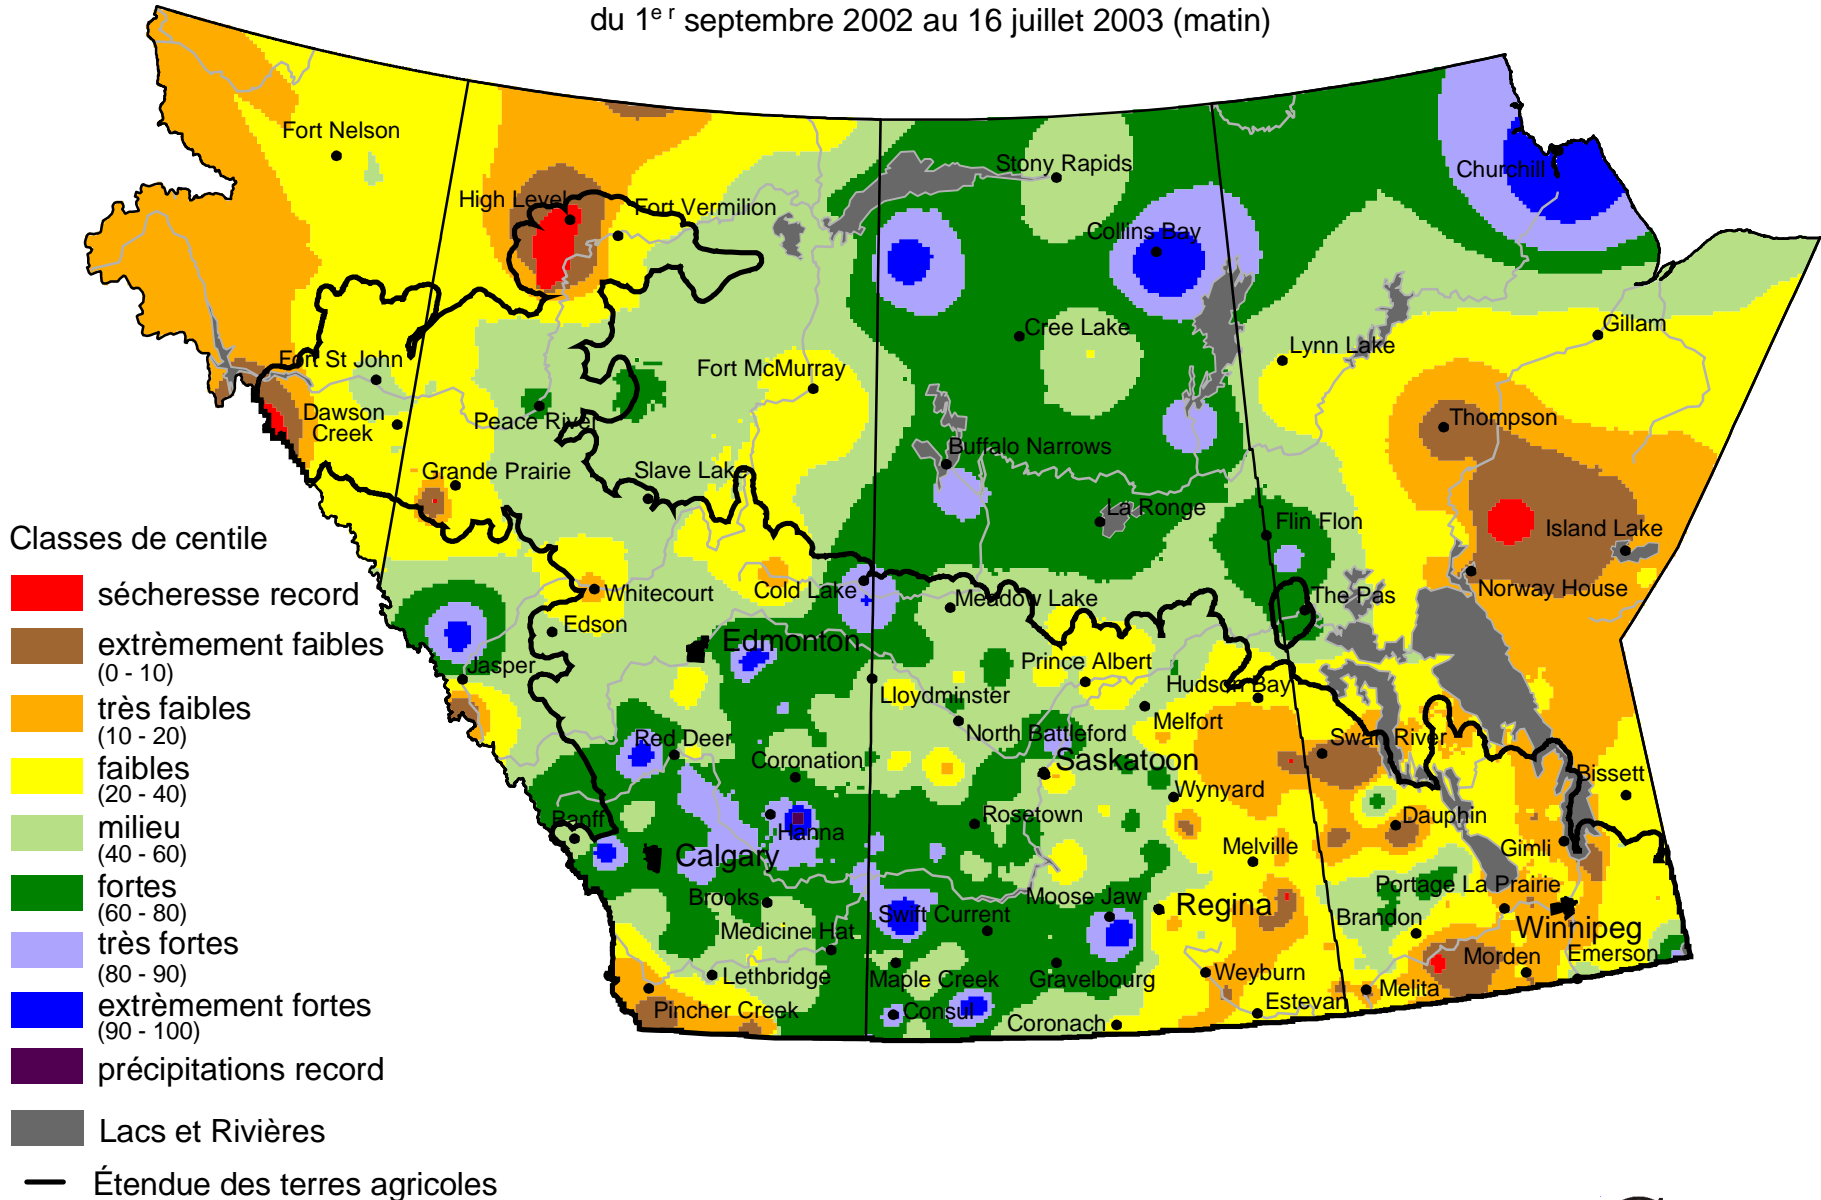 du 1er septembre 2002 au 16 juillet 2003 (matin)
Fort Nelson
High Level
Fort Vermilion
Stony Rapids
Churchill
Collins Bay
Fort St John
Dawson
Creek
Peace River
Fort McMurray
Cree Lake
Lynn Lake
Gillam
Thompson
Grande Prairie
Slave Lake
Buffalo Narrows
La Ronge
Flin Flon
Island Lake
Norway House
Whitecourt
Cold Lake
Meadow Lake
The Pas
Edson
Edmonton
Jasper
Prince Albert
Hudson Bay
Lloydminster
Melfort
North Battleford
Red Deer
Coronation
Saskatoon
Swan River
Bissett
Wynyard
Banff
Hanna
Rosetown
Dauphin
Calgary
Melville
Gimli
Brooks
Moose Jaw
Regina
Portage La Prairie
Swift Current
Brandon
Winnipeg
Medicine Hat
Morden
Emerson
Lethbridge
Maple Creek
Gravelbourg
Weyburn
Melita
Pincher Creek
Consul
Coronach
Estevan
Classes de centile
sécheresse record
extrèmement faibles
(0 - 10)
très faibles
(10 - 20)
faibles
(20 - 40)
milieu
(40 - 60)
fortes
(60 - 80)
très fortes
(80 - 90)
extrèmement fortes
(90 - 100)
précipitations record
Lacs et Rivières
Étendue des terres agricoles